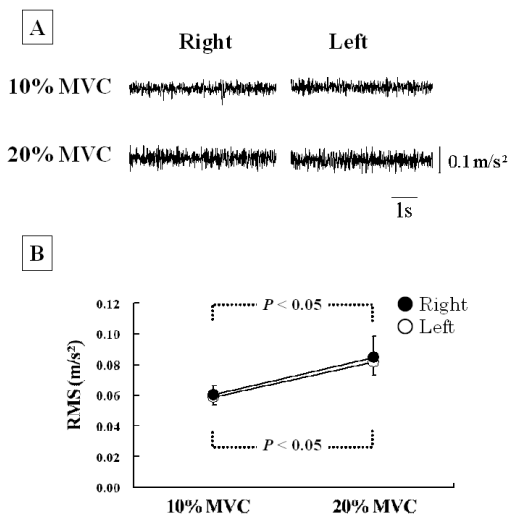 A
Right Left
10% MVC
20% MVC
0.1 m/s²
1s
B
0.12
0.10
0.08
0.06
0.04
0.02
0.00
RMS (m/s²)
P < 0.05
P < 0.05
Right
Left
10% MVC 20% MVC